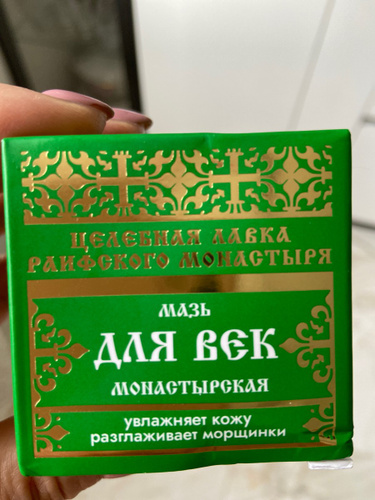 ЦЕЛЕБНАЯ ЛАВКА
РАИФСКОГО МОНАСТЫРЯ
МАЗЬ
ДЛЯ ВЕК
МОНАСТЫРСКАЯ
увлажняет кожу
разглаживает морщинки